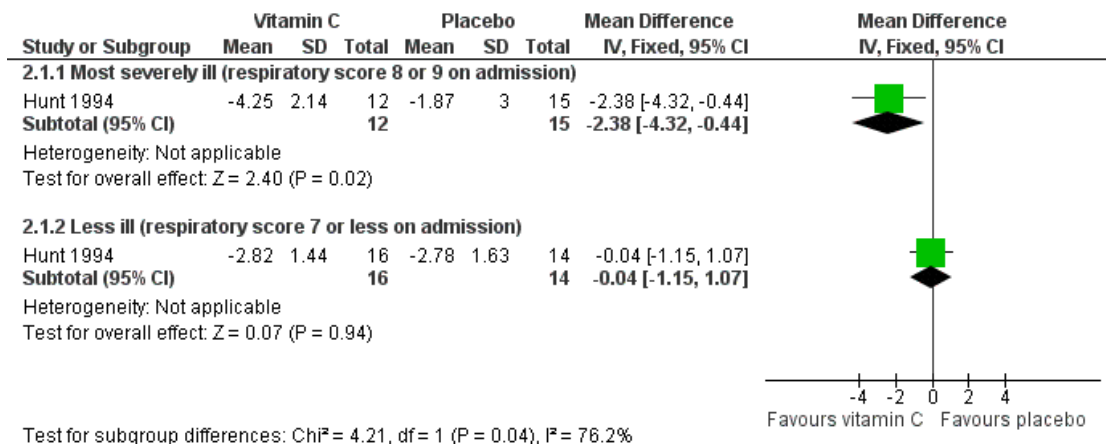 Vitamin C Placebo Mean Difference Mean Difference
Study or Subgroup Mean SD Total Mean SD Total IV, Fixed, 95% CI IV, Fixed, 95% CI
2.1.1 Most severely ill (respiratory score 8 or 9 on admission)
Hunt 1994 -4.25 2.14 12 -1.87 3 15 -2.38 [-4.32, -0.44]
Subtotal (95% CI) 12 15 -2.38 [-4.32, -0.44]
Heterogeneity: Not applicable
Test for overall effect: Z = 2.40 (P = 0.02)
2.1.2 Less ill (respiratory score 7 or less on admission)
Hunt 1994 -2.82 1.44 16 -2.78 1.63 14 -0.04 [-1.15, 1.07]
Subtotal (95% CI) 16 14 -0.04 [-1.15, 1.07]
Heterogeneity: Not applicable
Test for overall effect: Z = 0.07 (P = 0.94)
-4 -2 0 2 4
Favours vitamin C Favours placebo
Test for subgroup differences: Chi² = 4.21, df = 1 (P = 0.04), I² = 76.2%